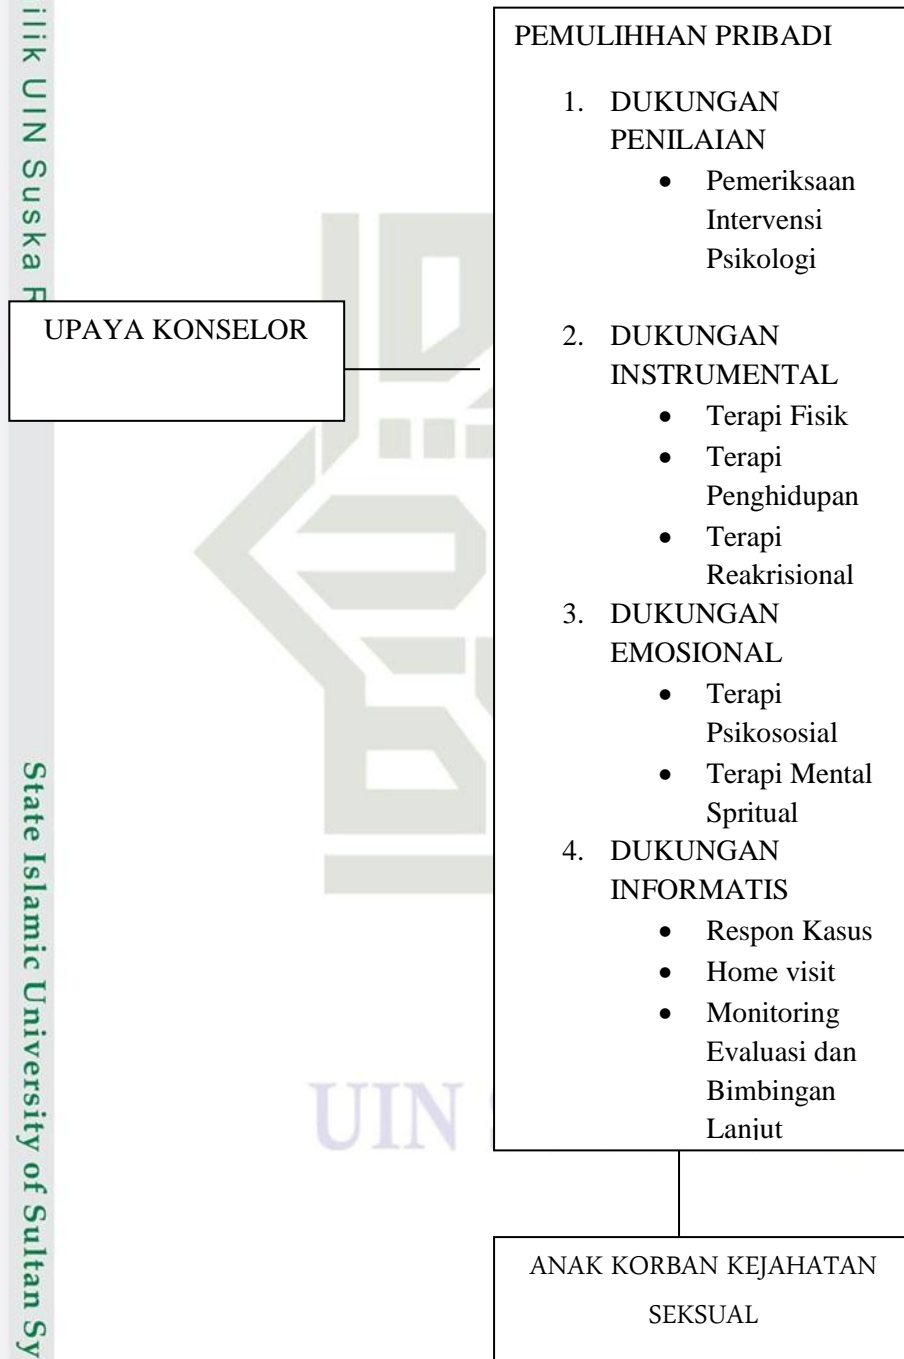 ilik UIN Suska R
State Islamic University of Sultan Sy
UPAYA KONSELOR
PEMULIHHAN PRIBADI
1. DUKUNGAN
PENILAIAN
• Pemeriksaan
Intervensi
Psikologi
2. DUKUNGAN
INSTRUMENTAL
• Terapi Fisik
• Terapi
Penghidupan
• Terapi
Reakrisional
3. DUKUNGAN
EMOSIONAL
• Terapi
Psikososial
• Terapi Mental
Spritual
4. DUKUNGAN
INFORMATIS
• Respon Kasus
• Home visit
• Monitoring
Evaluasi dan
Bimbingan
Lanjut
UIN
ANAK KORBAN KEJAHATAN
SEKSUAL